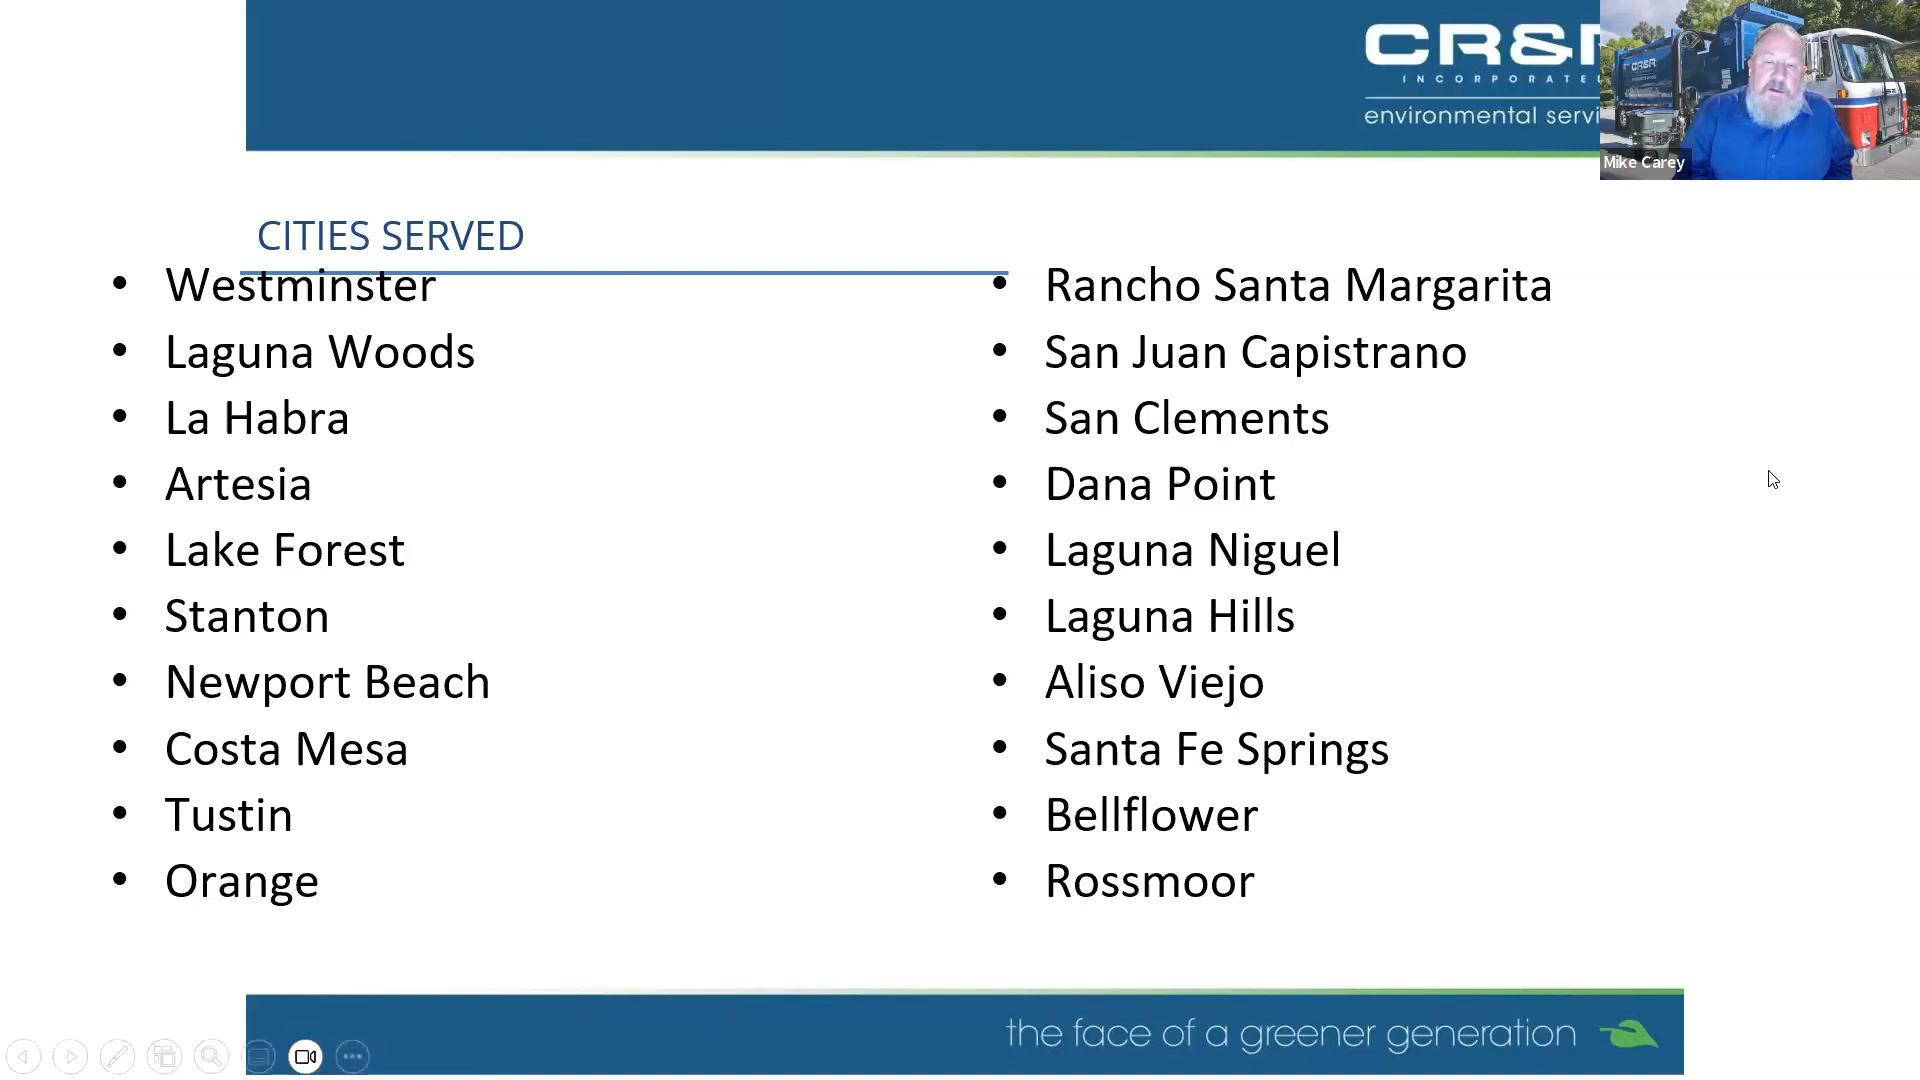 CR&R
INCORPORATE
environmental servi
CR&R
Mike Carey
CITIES SERVED
• Westminster
• Laguna Woods
• La Habra
• Artesia
• Lake Forest
• Stanton
• Newport Beach
• Costa Mesa
• Tustin
• Orange
• Rancho Santa Margarita
• San Juan Capistrano
• San Clements
• Dana Point
• Laguna Niguel
• Laguna Hills
• Aliso Viejo
• Santa Fe Springs
• Bellflower
• Rossmoor
the face of a greener generation